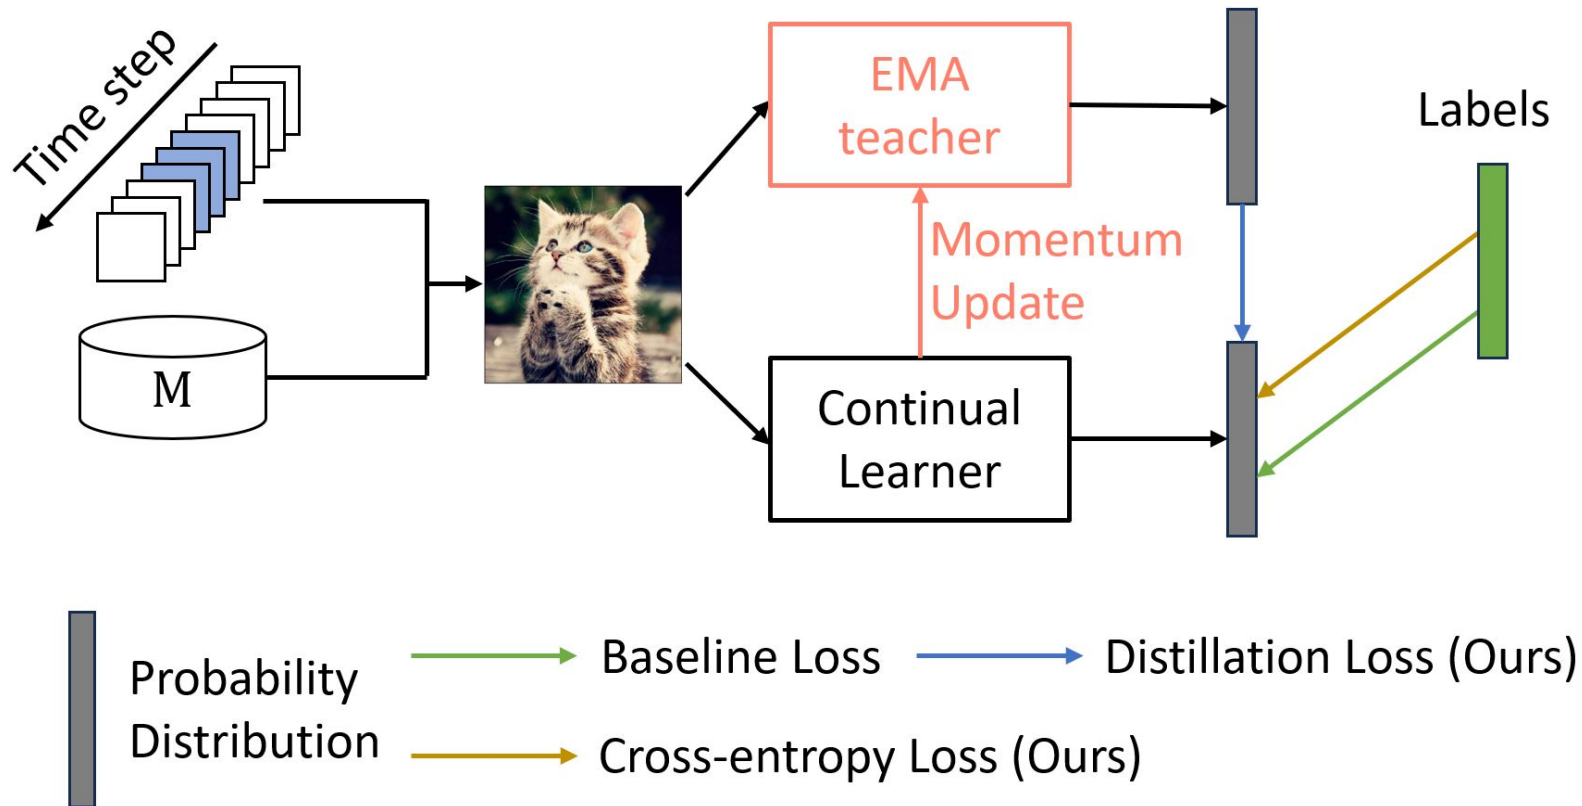 Time step
EMA
teacher
Labels
Momentum
Update
M
Continual
Learner
Probability
Distribution
Baseline Loss
Distillation Loss (Ours)
Cross-entropy Loss (Ours)